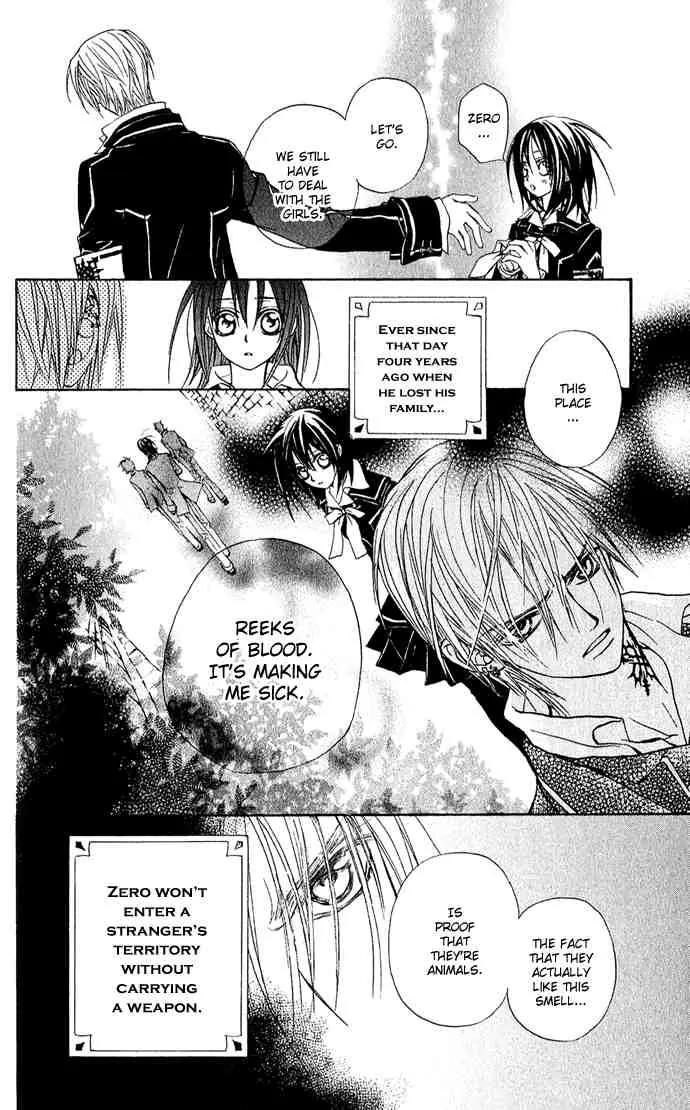 ZERO
...
LET'S
GO.
WE STILL
HAVE
TO DEAL
WITH THE
GIRLS.
EVER SINCE
THAT DAY
FOUR YEARS
AGO WHEN
HE LOST HIS
FAMILY...
THIS
PLACE
...
REEKS
OF BLOOD.
IT'S MAKING
ME SICK.
THE FACT
THAT THEY
ACTUALLY
LIKE THIS
SMELL...
IS
PROOF
THAT
THEY'RE
ANIMALS.
ZERO WON'T
ENTER A
STRANGER'S
TERRITORY
WITHOUT
CARRYING
A WEAPON.